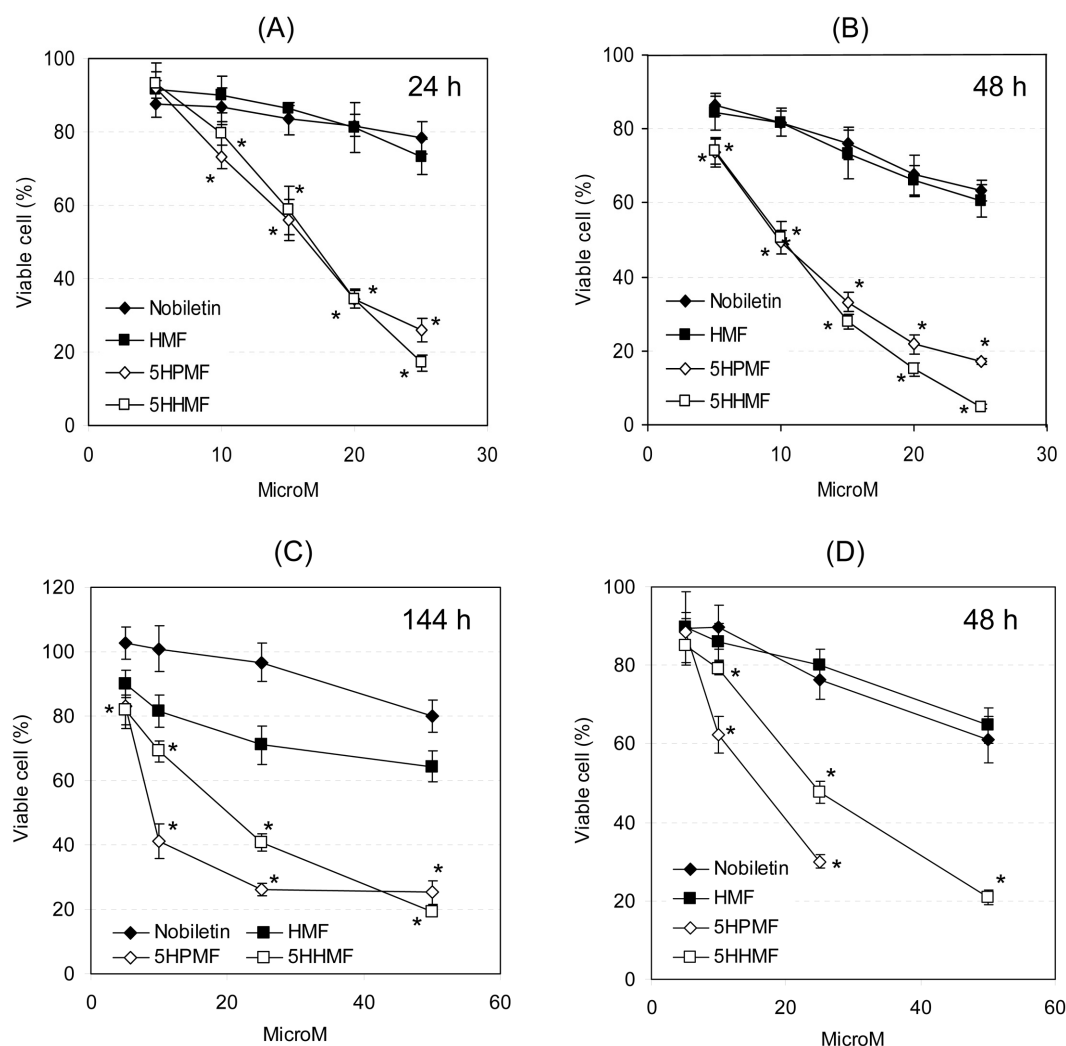 (A)
24 h
100
80
60
40
20
0
Viable cell (%)
Nobiletin
HMF
5HPMF
5HHMF
* * * * * * * *
0 10 20 30
MicroM
(B)
48 h
100
80
60
40
20
0
Viable cell (%)
Nobiletin
HMF
5HPMF
5HHMF
* * * * * * * * * *
0 10 20 30
MicroM
(C)
144 h
120
100
80
60
40
20
0
Viable cell (%)
Nobiletin HMF
5HPMF 5HHMF
* * * * * * *
0 20 40 60
MicroM
(D)
48 h
100
80
60
40
20
0
Viable cell (%)
Nobiletin
HMF
5HPMF
5HHMF
* * * * *
0 20 40 60
MicroM